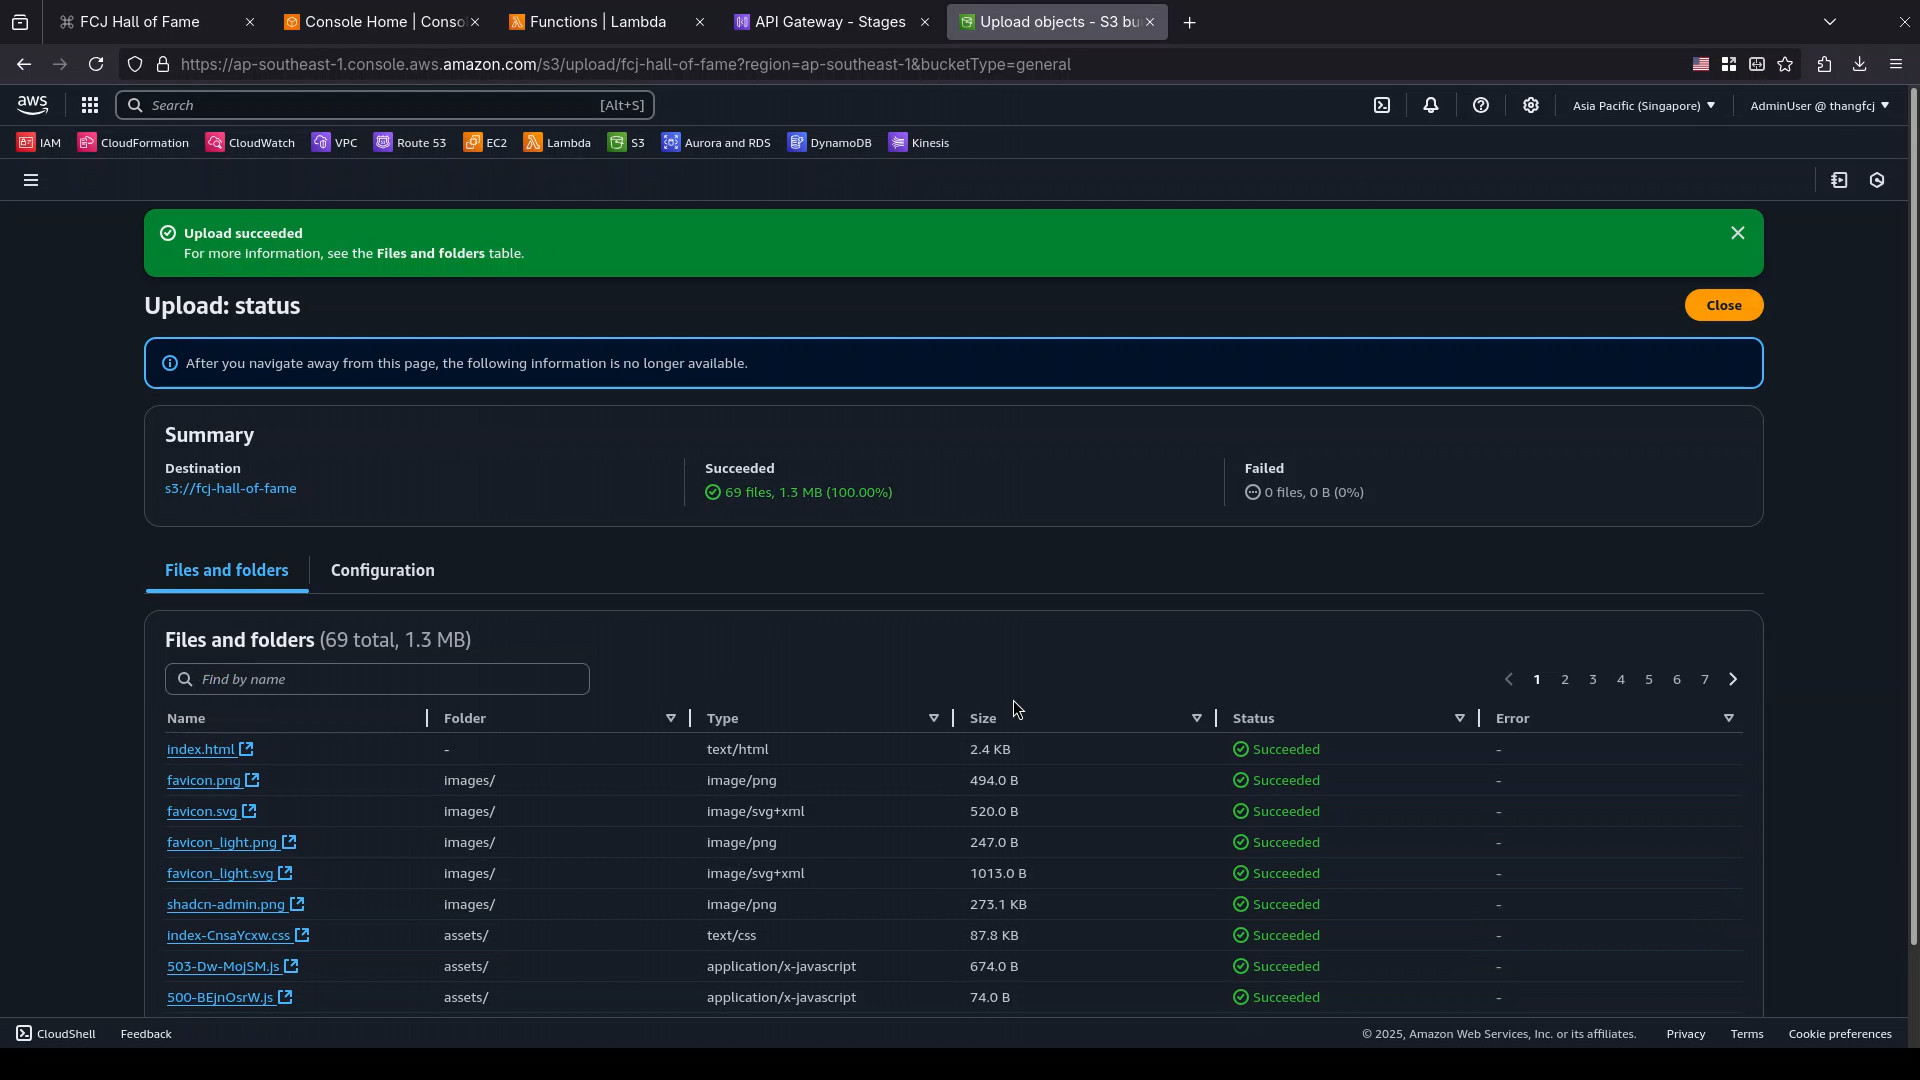 FCJ Hall of Fame
Console Home | Conso
Functions | Lambda
API Gateway - Stages
Upload objects - S3 bu
https://ap-southeast-1.console.aws.amazon.com/s3/upload/fcj-hall-of-fame?region=ap-southeast-1&bucketType=general
aws
Search
[Alt+S]
Asia Pacific (Singapore)
AdminUser @ thangfcj
IAM
CloudFormation
CloudWatch
VPC
Route 53
EC2
Lambda
S3
Aurora and RDS
DynamoDB
Kinesis
Upload succeeded
For more information, see the Files and folders table.
Upload: status
Close
After you navigate away from this page, the following information is no longer available.
Summary
Destination
s3://fcj-hall-of-fame
Succeeded
69 files, 1.3 MB (100.00%)
Failed
0 files, 0 B (0%)
Files and folders
Configuration
Files and folders (69 total, 1.3 MB)
Find by name
1 2 3 4 5 6 7
Name Folder Type Size Status Error
index.html - text/html 2.4 KB Succeeded -
favicon.png images/ image/png 494.0 B Succeeded -
favicon.svg images/ image/svg+xml 520.0 B Succeeded -
favicon_light.png images/ image/png 247.0 B Succeeded -
favicon_light.svg images/ image/svg+xml 1013.0 B Succeeded -
shadcn-admin.png images/ image/png 273.1 KB Succeeded -
index-CnsaYcxw.css assets/ text/css 87.8 KB Succeeded -
503-Dw-MojSM.js assets/ application/x-javascript 674.0 B Succeeded -
500-BEJnOsrW.js assets/ application/x-javascript 74.0 B Succeeded -
CloudShell
Feedback
© 2025, Amazon Web Services, Inc. or its affiliates.
Privacy
Terms
Cookie preferences